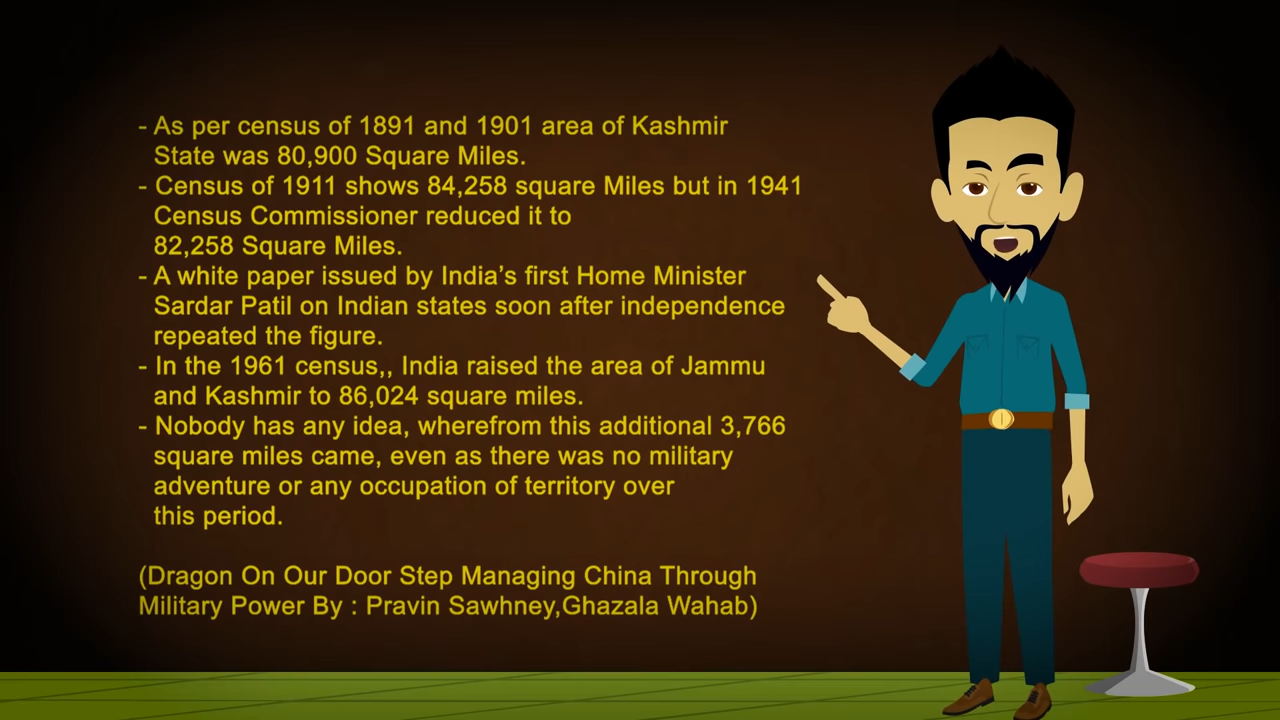 - As per census of 1891 and 1901 area of Kashmir
State was 80,900 Square Miles.
- Census of 1911 shows 84,258 square Miles but in 1941
Census Commissioner reduced it to
82,258 Square Miles.
- A white paper issued by India's first Home Minister
Sardar Patil on Indian states soon after independence
repeated the figure.
- In the 1961 census,, India raised the area of Jammu
and Kashmir to 86,024 square miles.
- Nobody has any idea, wherefrom this additional 3,766
square miles came, even as there was no military
adventure or any occupation of territory over
this period.
(Dragon On Our Door Step Managing China Through
Military Power By : Pravin Sawhney,Ghazala Wahab)